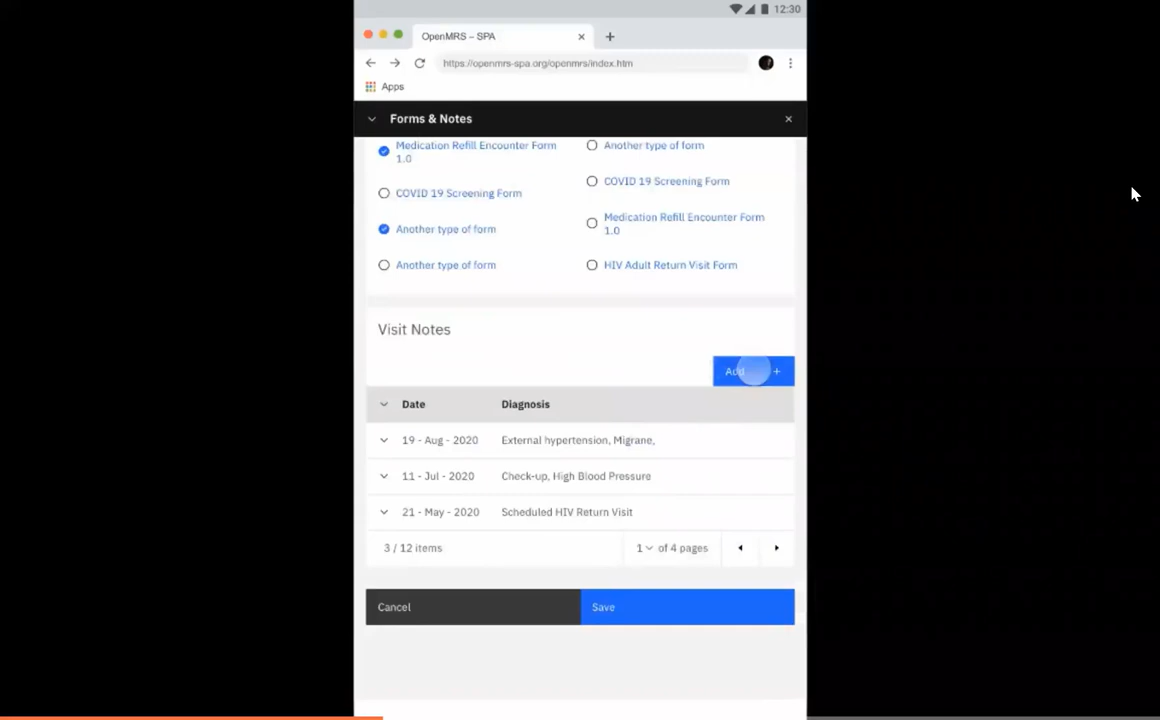 12:30
OpenMRS – SPA
https://openmrs-spa.org/openmrs/index.htm
Apps
Forms & Notes
Medication Refill Encounter Form
1.0
COVID 19 Screening Form
Another type of form
Another type of form
Another type of form
COVID 19 Screening Form
Medication Refill Encounter Form
1.0
HIV Adult Return Visit Form
Visit Notes
Add +
Date Diagnosis
19 - Aug - 2020 External hypertension, Migrane,
11 - Jul - 2020 Check-up, High Blood Pressure
21 - May - 2020 Scheduled HIV Return Visit
3 / 12 items 1 of 4 pages
Cancel Save